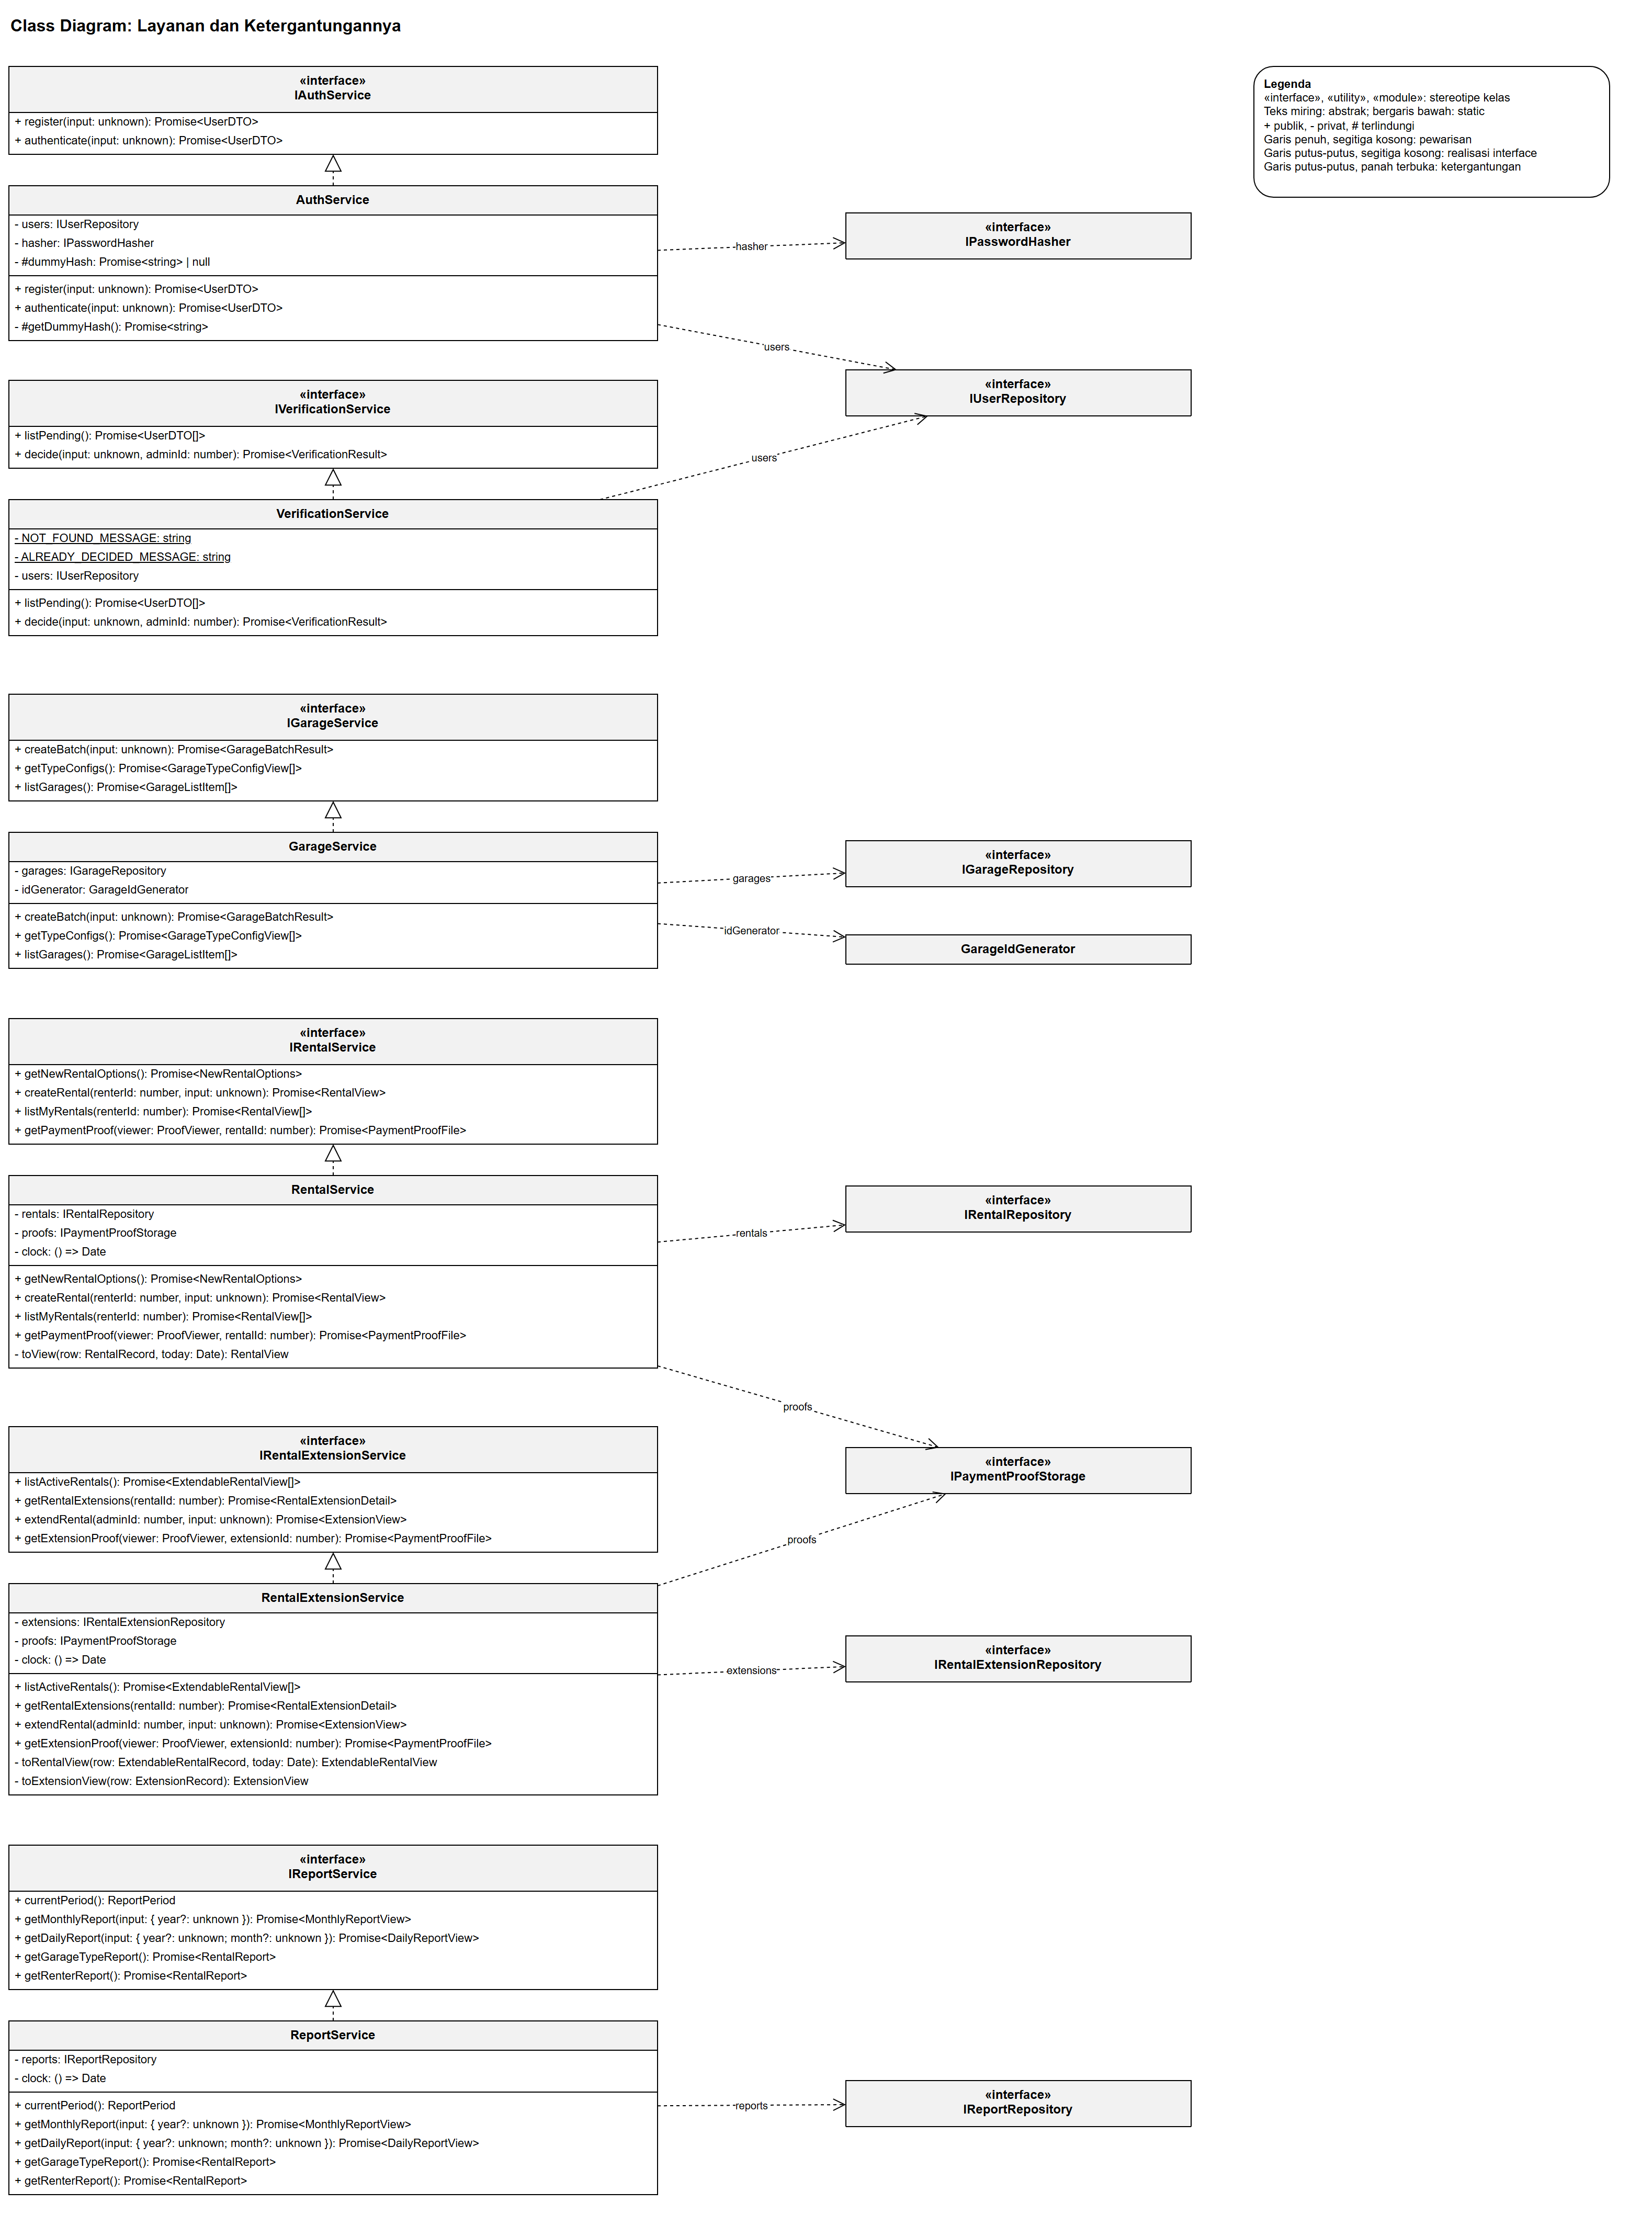 Class Diagram: Layanan dan Ketergantungannya
«interface»
IAuthService
+ register(input: unknown): Promise<UserDTO>
+ authenticate(input: unknown): Promise<UserDTO>
Legenda
«interface», «utility», «module»: stereotipe kelas
Teks miring: abstrak; bergaris bawah: static
+ publik, - privat, # terlindungi
Garis penuh, segitiga kosong: pewarisan
Garis putus-putus, segitiga kosong: realisasi interface
Garis putus-putus, panah terbuka: ketergantungan
AuthService
- users: IUserRepository
- hasher: IPasswordHasher
- #dummyHash: Promise<string> | null
+ register(input: unknown): Promise<UserDTO>
+ authenticate(input: unknown): Promise<UserDTO>
- #getDummyHash(): Promise<string>
hasher
«interface»
IPasswordHasher
users
«interface»
IUserRepository
«interface»
IVerificationService
+ listPending(): Promise<UserDTO[]>
+ decide(input: unknown, adminId: number): Promise<VerificationResult>
users
VerificationService
- NOT_FOUND_MESSAGE: string
- ALREADY_DECIDED_MESSAGE: string
- users: IUserRepository
+ listPending(): Promise<UserDTO[]>
+ decide(input: unknown, adminId: number): Promise<VerificationResult>
«interface»
IGarageService
+ createBatch(input: unknown): Promise<GarageBatchResult>
+ getTypeConfigs(): Promise<GarageTypeConfigView[]>
+ listGarages(): Promise<GarageListItem[]>
GarageService
- garages: IGarageRepository
- idGenerator: GarageIdGenerator
+ createBatch(input: unknown): Promise<GarageBatchResult>
+ getTypeConfigs(): Promise<GarageTypeConfigView[]>
+ listGarages(): Promise<GarageListItem[]>
garages
«interface»
IGarageRepository
idGenerator
GarageIdGenerator
«interface»
IRentalService
+ getNewRentalOptions(): Promise<NewRentalOptions>
+ createRental(renterId: number, input: unknown): Promise<RentalView>
+ listMyRentals(renterId: number): Promise<RentalView[]>
+ getPaymentProof(viewer: ProofViewer, rentalId: number): Promise<PaymentProofFile>
RentalService
- rentals: IRentalRepository
- proofs: IPaymentProofStorage
- clock: () => Date
+ getNewRentalOptions(): Promise<NewRentalOptions>
+ createRental(renterId: number, input: unknown): Promise<RentalView>
+ listMyRentals(renterId: number): Promise<RentalView[]>
+ getPaymentProof(viewer: ProofViewer, rentalId: number): Promise<PaymentProofFile>
- toView(row: RentalRecord, today: Date): RentalView
rentals
«interface»
IRentalRepository
proofs
«interface»
IPaymentProofStorage
«interface»
IRentalExtensionService
+ listActiveRentals(): Promise<ExtendableRentalView[]>
+ getRentalExtensions(rentalId: number): Promise<RentalExtensionDetail>
+ extendRental(adminId: number, input: unknown): Promise<ExtensionView>
+ getExtensionProof(viewer: ProofViewer, extensionId: number): Promise<PaymentProofFile>
proofs
RentalExtensionService
- extensions: IRentalExtensionRepository
- proofs: IPaymentProofStorage
- clock: () => Date
+ listActiveRentals(): Promise<ExtendableRentalView[]>
+ getRentalExtensions(rentalId: number): Promise<RentalExtensionDetail>
+ extendRental(adminId: number, input: unknown): Promise<ExtensionView>
+ getExtensionProof(viewer: ProofViewer, extensionId: number): Promise<PaymentProofFile>
- toRentalView(row: ExtendableRentalRecord, today: Date): ExtendableRentalView
- toExtensionView(row: ExtensionRecord): ExtensionView
extensions
«interface»
IRentalExtensionRepository
«interface»
IReportService
+ currentPeriod(): ReportPeriod
+ getMonthlyReport(input: { year?: unknown }): Promise<MonthlyReportView>
+ getDailyReport(input: { year?: unknown; month?: unknown }): Promise<DailyReportView>
+ getGarageTypeReport(): Promise<RentalReport>
+ getRenterReport(): Promise<RentalReport>
ReportService
- reports: IReportRepository
- clock: () => Date
+ currentPeriod(): ReportPeriod
+ getMonthlyReport(input: { year?: unknown }): Promise<MonthlyReportView>
+ getDailyReport(input: { year?: unknown; month?: unknown }): Promise<DailyReportView>
+ getGarageTypeReport(): Promise<RentalReport>
+ getRenterReport(): Promise<RentalReport>
reports
«interface»
IReportRepository